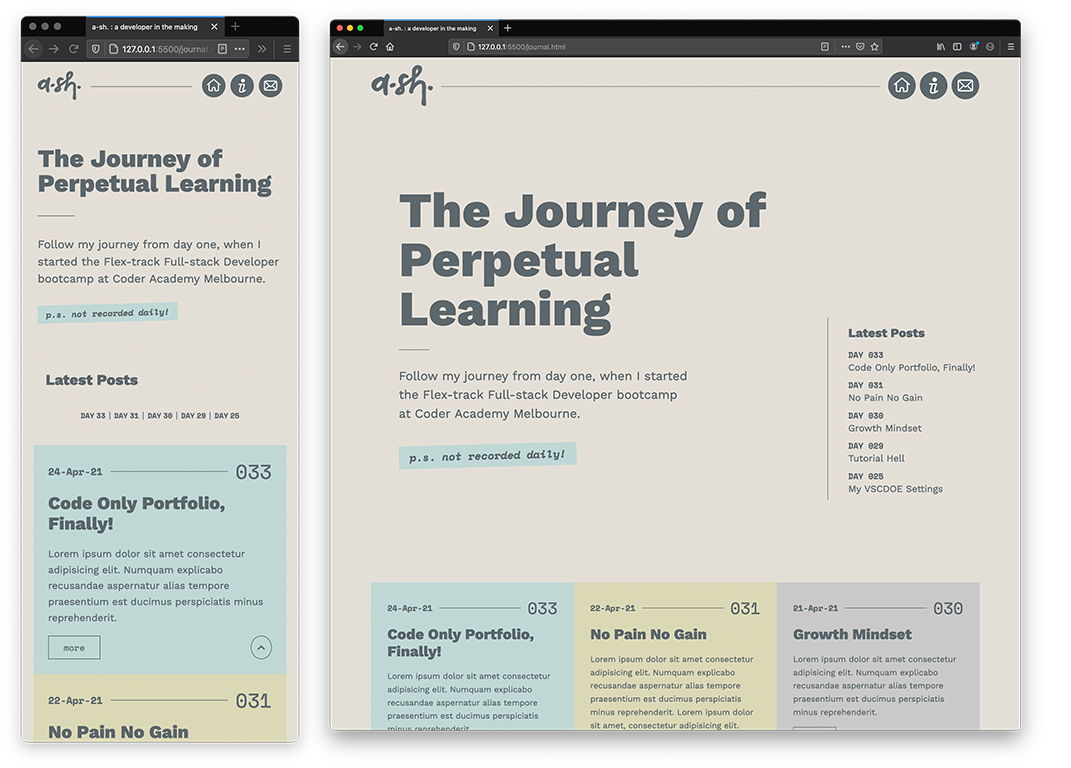 a-sh. : a developer in the making
127.0.0.1:5500/journal.
a-sh.
The Journey of
Perpetual Learning
Follow my journey from day one, when I
started the Flex-track Full-stack Developer
bootcamp at Coder Academy Melbourne.
p.s. not recorded daily!
Latest Posts
DAY 33 | DAY 31 | DAY 30 | DAY 29 | DAY 25
24-Apr-21 033
Code Only Portfolio,
Finally!
Lorem ipsum dolor sit amet consectetur
adipisicing elit. Numquam explicabo
recusandae aspernatur alias tempore
praesentium est ducimus perspiciatis minus
reprehenderit.
more
22-Apr-21 031
No Pain No Gain
a-sh. : a developer in the making
127.0.0.1:5500/journal.html
a-sh.
The Journey of
Perpetual
Learning
Follow my journey from day one, when I started
the Flex-track Full-stack Developer bootcamp
at Coder Academy Melbourne.
p.s. not recorded daily!
Latest Posts
DAY 033
Code Only Portfolio, Finally!
DAY 031
No Pain No Gain
DAY 030
Growth Mindset
DAY 029
Tutorial Hell
DAY 025
My VSCDOE Settings
24-Apr-21 033
Code Only Portfolio,
Finally!
Lorem ipsum dolor sit amet consectetur
adipisicing elit. Numquam explicabo
recusandae aspernatur alias tempore
praesentium est ducimus perspiciatis
minus reprehenderit.
22-Apr-21 031
No Pain No Gain
Lorem ipsum dolor sit amet consectetur
adipisicing elit. Numquam explicabo
recusandae aspernatur alias tempore
praesentium est ducimus perspiciatis
minus reprehenderit. Lorem ipsum dolor
sit amet, consectetur adipisicing elit.
21-Apr-21 030
Growth Mindset
Lorem ipsum dolor sit amet consectetur
adipisicing elit. Numquam explicabo
recusandae aspernatur alias tempore
praesentium est ducimus perspiciatis
minus reprehenderit.